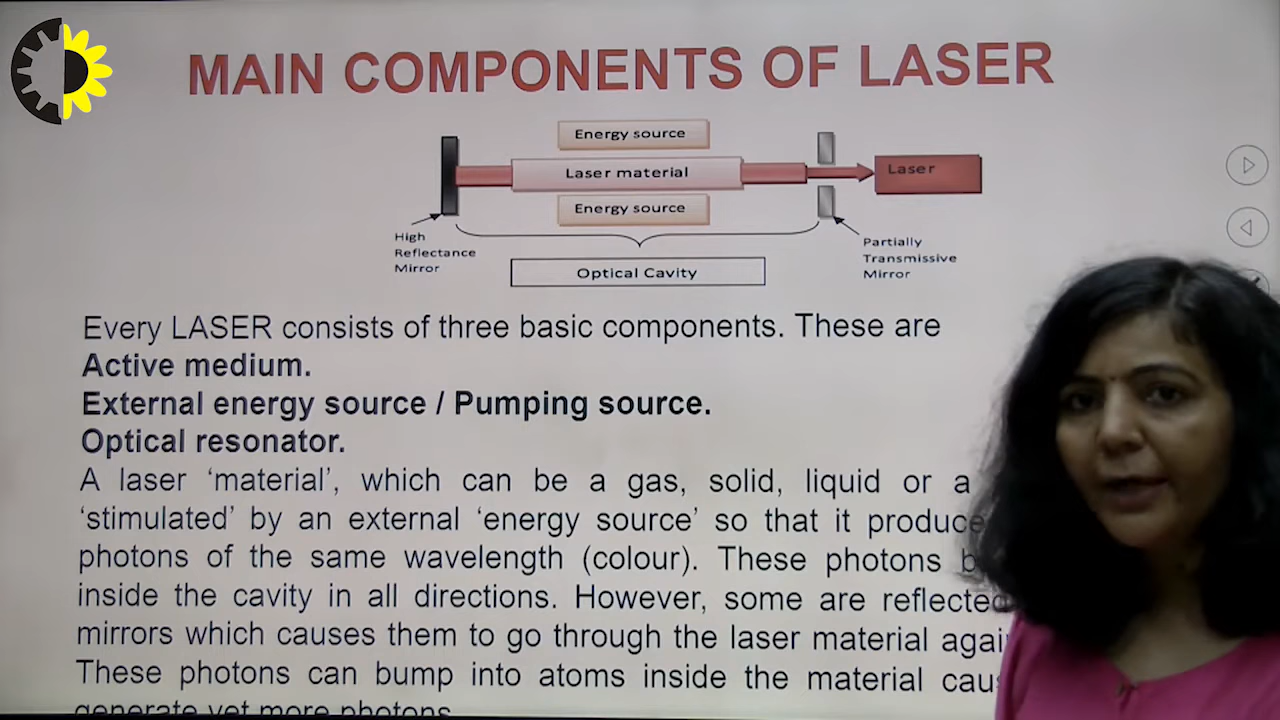 MAIN COMPONENTS OF LASER
Energy source
Laser material
Laser
Energy source
High
Reflectance
Mirror
Partially
Transmissive
Mirror
Optical Cavity
Every LASER consists of three basic components. These are
Active medium.
External energy source / Pumping source.
Optical resonator.
A laser ‘material’, which can be a gas, solid, liquid or a
‘stimulated’ by an external ‘energy source’ so that it produce
photons of the same wavelength (colour). These photons
inside the cavity in all directions. However, some are reflected
mirrors which causes them to go through the laser material
These photons can bump into atoms inside the material
generate yet more photons